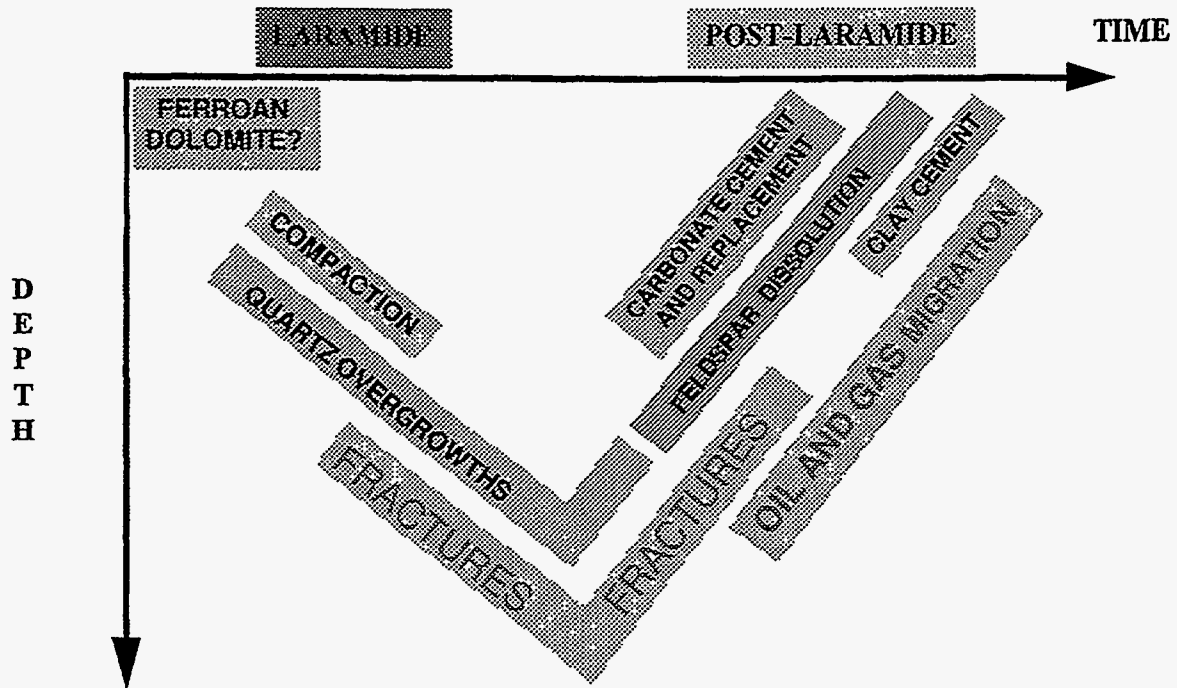 LARAMIDE
POST-LARAMIDE
TIME
FERROAN
DOLOMITE?
DEPTH
COMPACTION
QUARTZ OVERGROWTHS
FRACTURES
CARBONATE CEMENT
AND REPLACEMENT
FELDSPAR DISSOLUTION
CLAY CEMENT
FRACTURES
OIL AND GAS MIGRATION